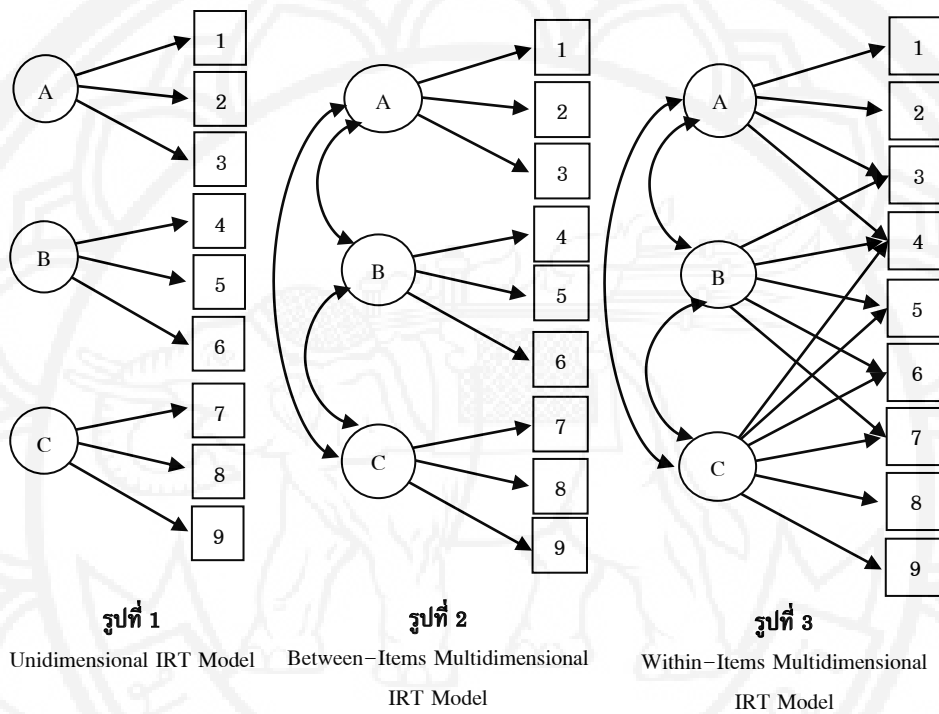 A
1
2
3
B
4
5
6
C
7
8
9
รูปที่ 1
Unidimensional IRT Model
A
1
2
3
B
4
5
6
C
7
8
9
รูปที่ 2
Between-Items Multidimensional
IRT Model
A
1
2
3
B
4
5
6
C
7
8
9
รูปที่ 3
Within-Items Multidimensional
IRT Model